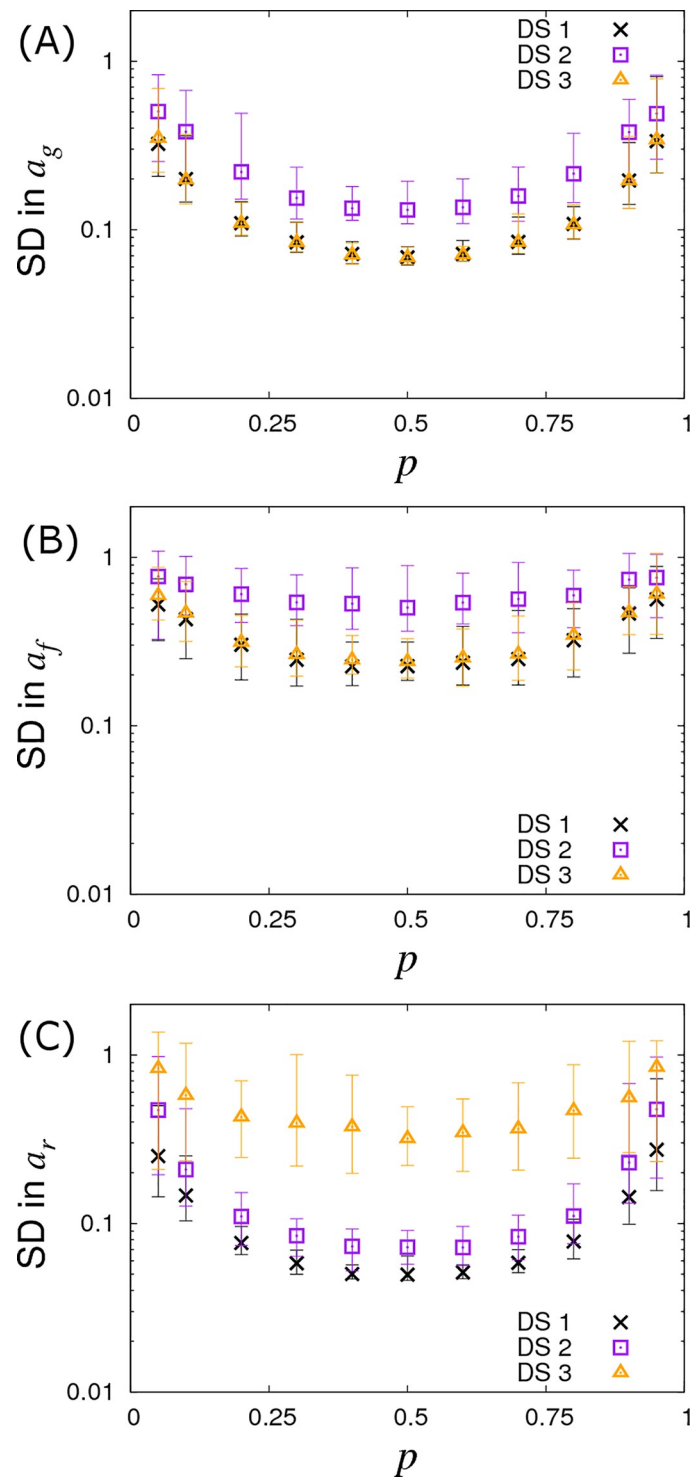 (A)
DS 1
DS 2
DS 3
1
0.1
0.01
SD in a_g
0 0.25 0.5 0.75 1
p
(B)
1
0.1
0.01
SD in a_f
DS 1
DS 2
DS 3
0 0.25 0.5 0.75 1
p
(C)
1
0.1
0.01
SD in a_r
DS 1
DS 2
DS 3
0 0.25 0.5 0.75 1
p